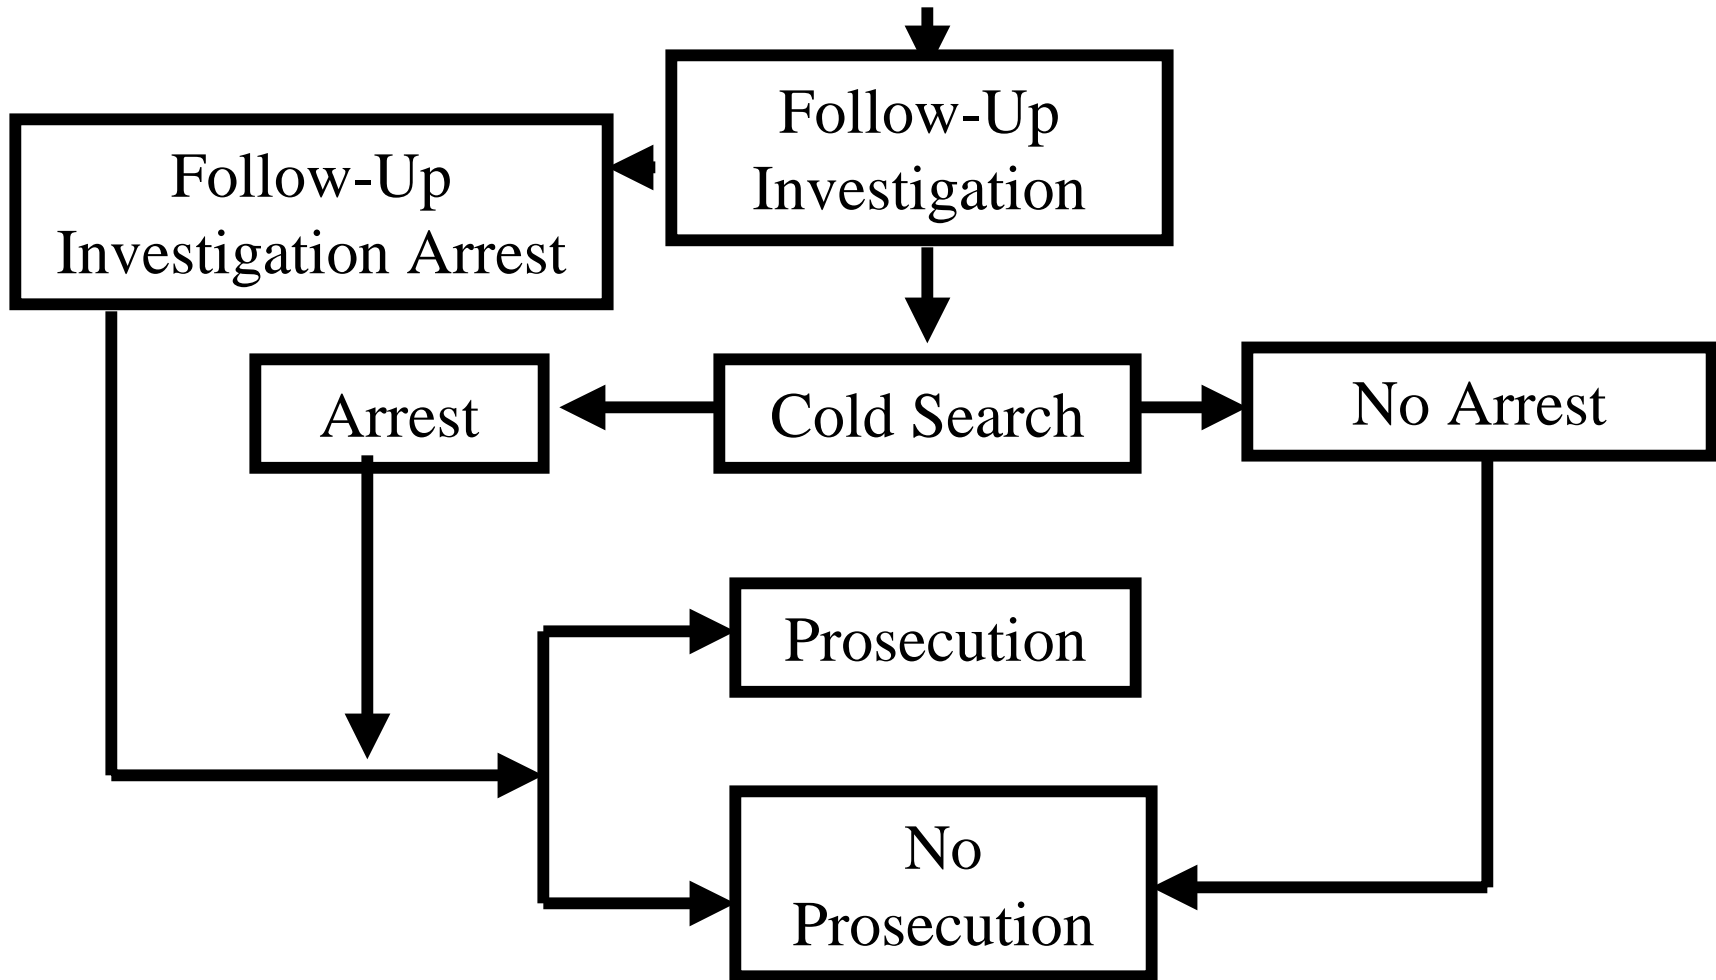 Follow-Up
Investigation
Follow-Up
Investigation Arrest
Arrest
Cold Search
No Arrest
Prosecution
No
Prosecution